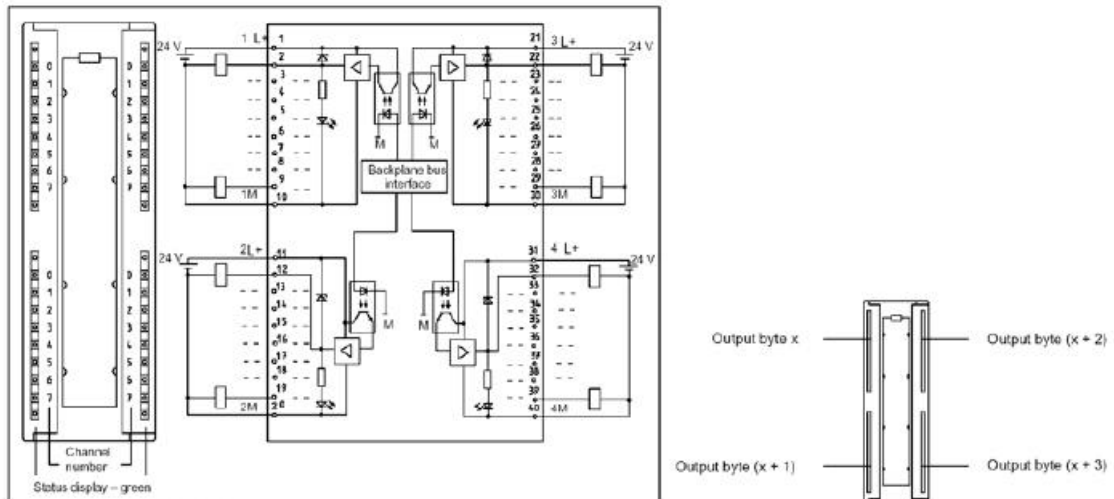 24 V
1 L+
1
2
3
4
5
6
7
8
9
10
1M
21
22
23
24
25
26
27
28
29
30
3 L+
24 V
3M
M
M
Backplane bus
interface
24 V
2L+
11
12
13
14
15
16
17
18
19
2M
M
M
31
32
33
34
35
36
37
38
39
40
4 L+
24 V
4M
0
1
2
3
4
5
6
7
0
1
2
3
4
5
6
7
0
1
2
3
4
5
6
7
0
1
2
3
4
5
6
7
Channel
number
Status display – green
Output byte x
Output byte (x + 2)
Output byte (x + 1)
Output byte (x + 3)